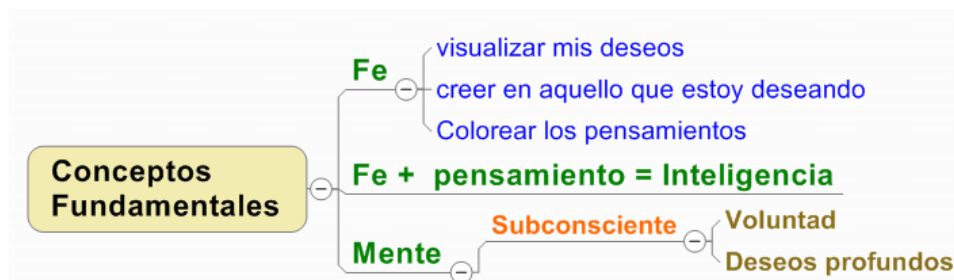 Conceptos
Fundamentales
Fe
visualizar mis deseos
creer en aquello que estoy deseando
Colorear los pensamientos
Fe + pensamiento = Inteligencia
Mente
Subconsciente
Voluntad
Deseos profundos